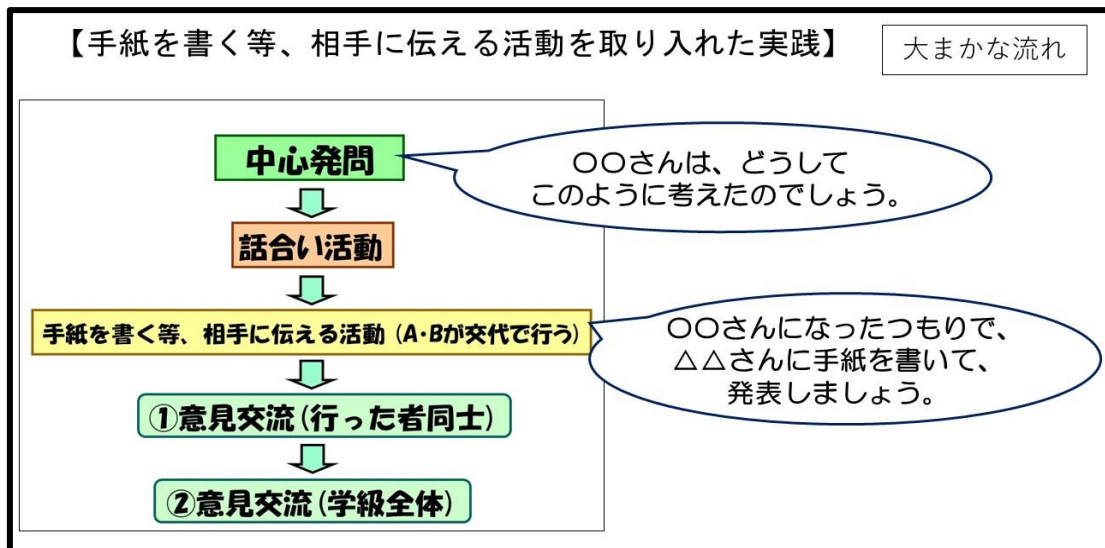 【手紙を書く等、相手に伝える活動を取り入れた実践】
大まかな流れ
中心発問
〇〇さんは、どうして
このように考えたのでしょう。
話合い活動
手紙を書く等、相手に伝える活動(A・Bが交代で行う)
〇〇さんになったつもりで、
△△さんに手紙を書いて、
発表しましょう。
①意見交流(行った者同士)
②意見交流(学級全体)